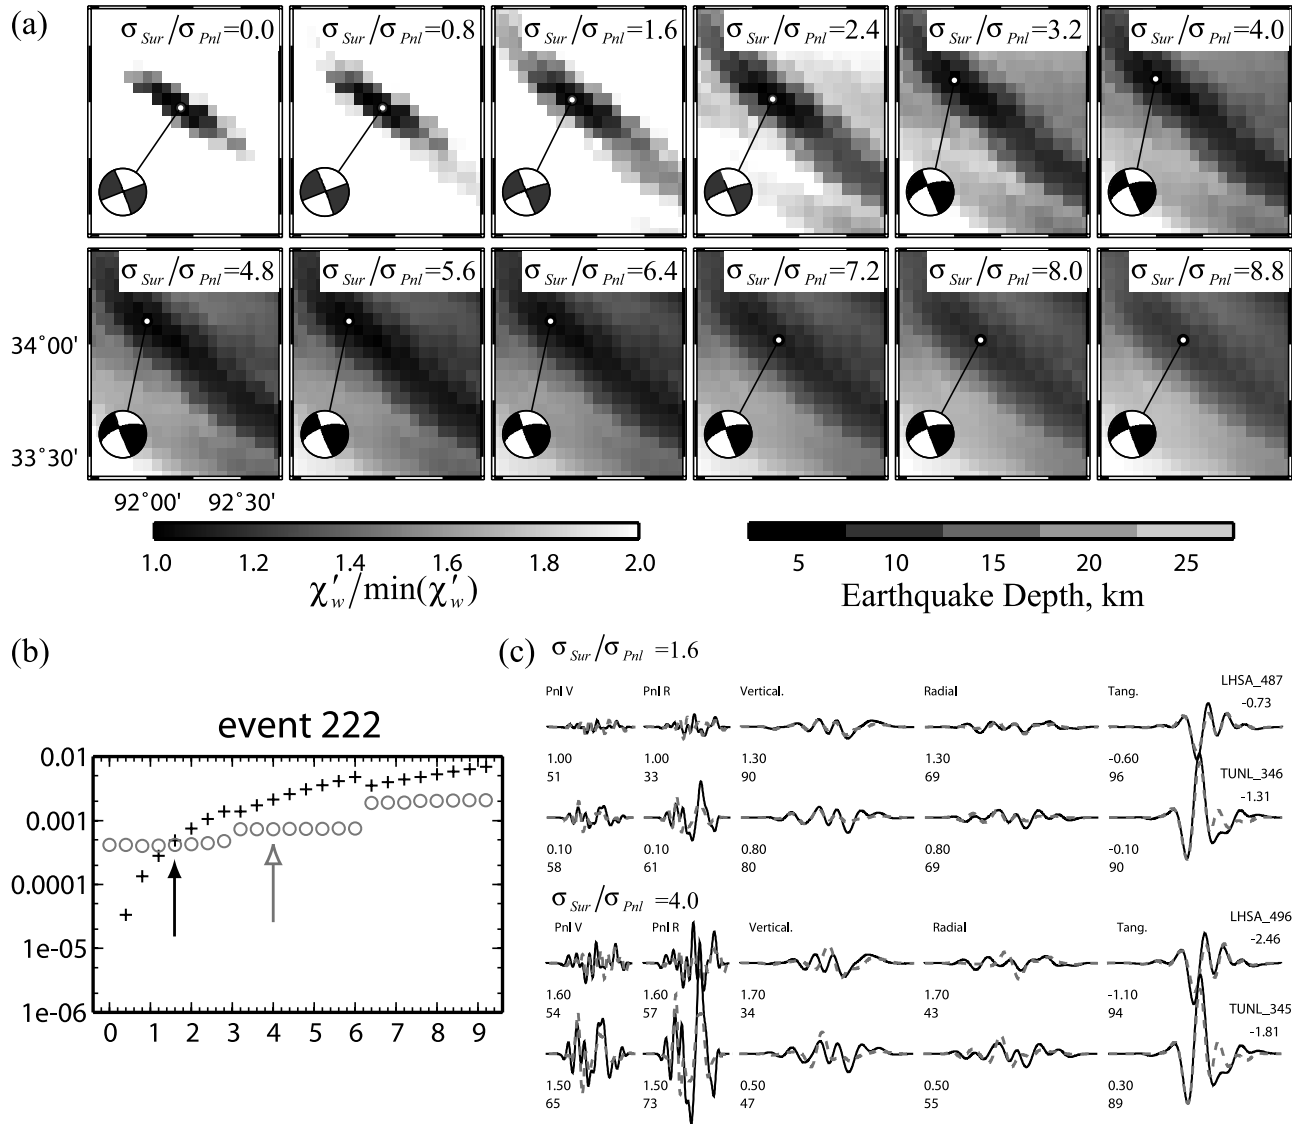 (a)
σSur/σPnl=0.0
σSur/σPnl=0.8
σSur/σPnl=1.6
σSur/σPnl=2.4
σSur/σPnl=3.2
σSur/σPnl=4.0
σSur/σPnl=4.8
σSur/σPnl=5.6
σSur/σPnl=6.4
σSur/σPnl=7.2
σSur/σPnl=8.0
σSur/σPnl=8.8
34°00'
33°30'
92°00' 92°30'
1.0 1.2 1.4 1.6 1.8 2.0
χ'w/min(χ'w)
5 10 15 20 25
Earthquake Depth, km
(b)
event 222
0.01
0.001
0.0001
1e-05
1e-06
0 1 2 3 4 5 6 7 8 9
(c) σSur/σPnl =1.6
Pnl V Pnl R Vertical. Radial Tang. LHSA_487
-0.73
1.00 1.00 1.30 1.30 -0.60
51 33 90 69 96
TUNL_346
-1.31
0.10 0.10 0.80 0.80 -0.10
58 61 80 69 90
σSur/σPnl =4.0
Pnl V Pnl R Vertical. Radial Tang. LHSA_496
-2.46
1.60 1.60 1.70 1.70 -1.10
54 57 34 43 94
TUNL_345
-1.81
1.50 1.50 0.50 0.50 0.30
65 73 47 55 89